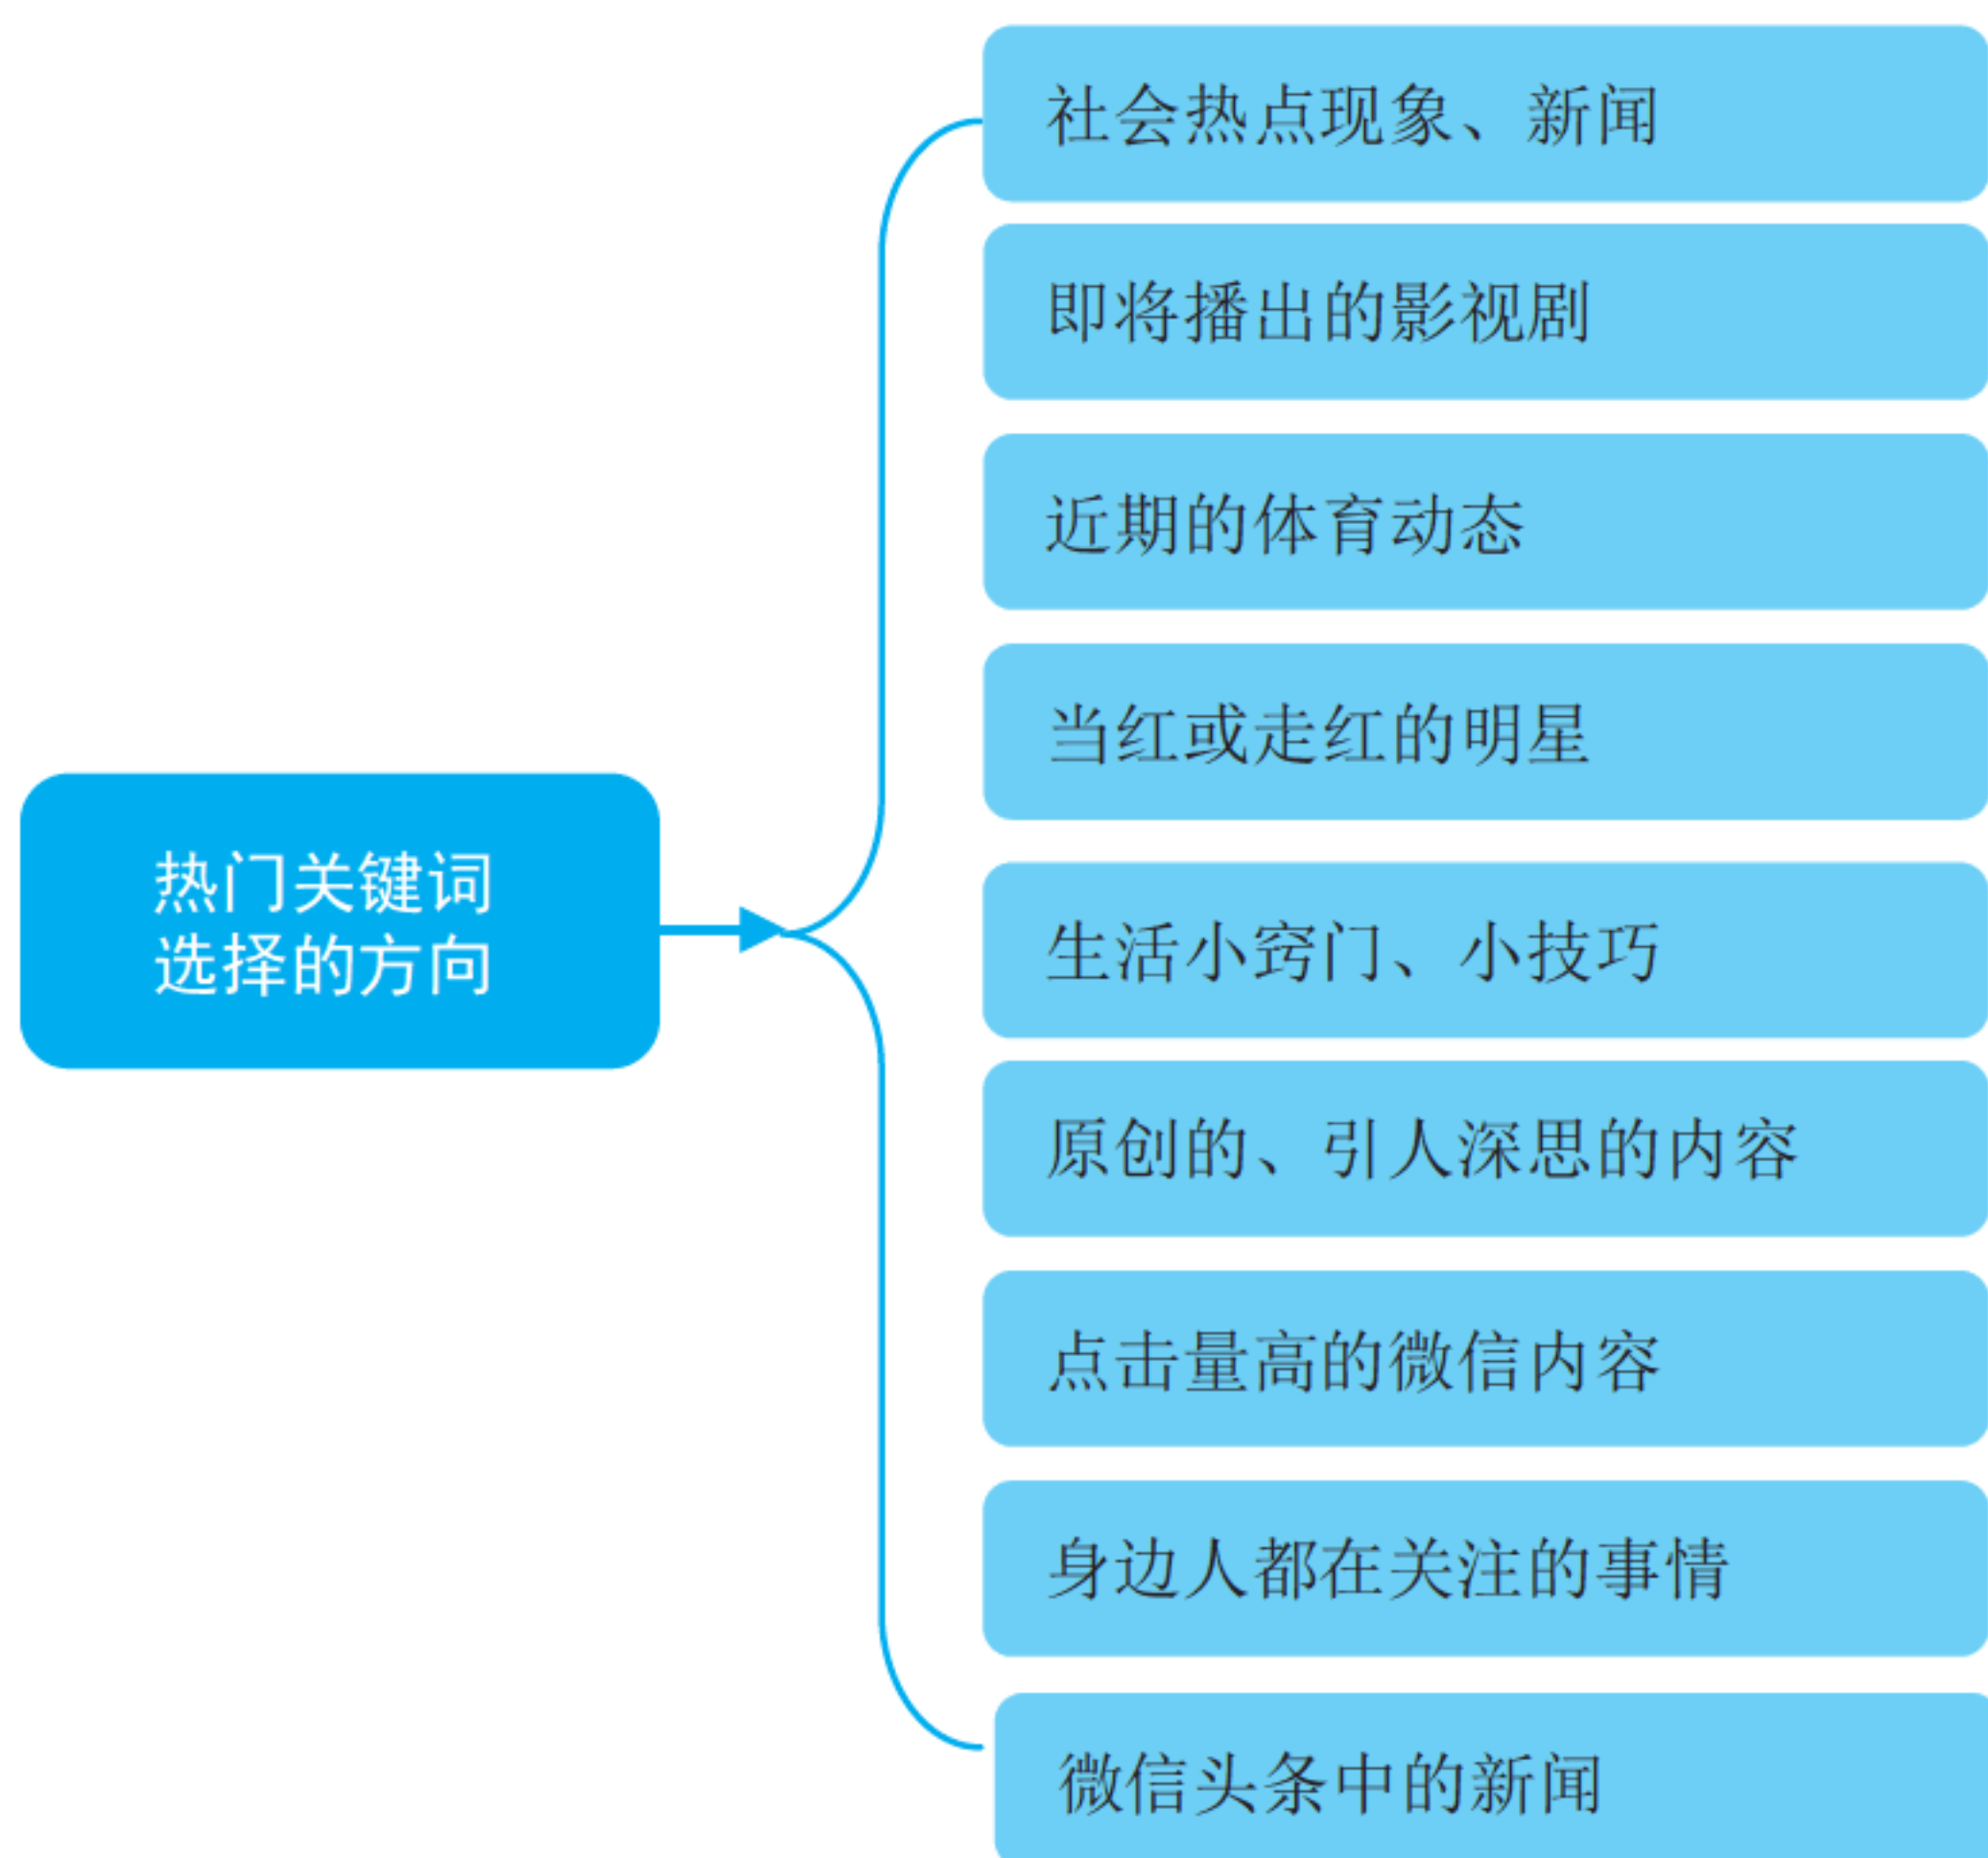 热门关键词
选择的方向
社会热点现象、新闻
即将播出的影视剧
近期的体育动态
当红或走红的明星
生活小窍门、小技巧
原创的、引人深思的内容
点击量高的微信内容
身边人都在关注的事情
微信头条中的新闻